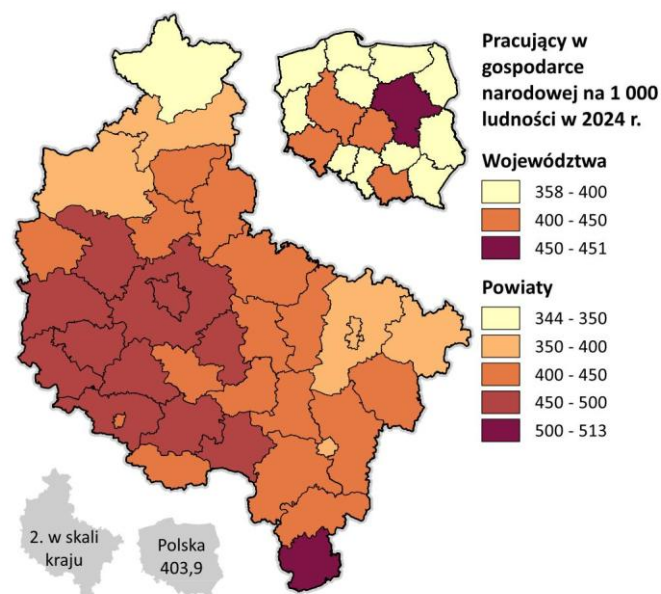 Pracujący w
gospodarce
narodowej na 1 000
ludności w 2024 r.
Województwa
358 - 400
400 - 450
450 - 451
Powiaty
344 - 350
350 - 400
400 - 450
450 - 500
500 - 513
2. w skali
kraju
Polska
403,9